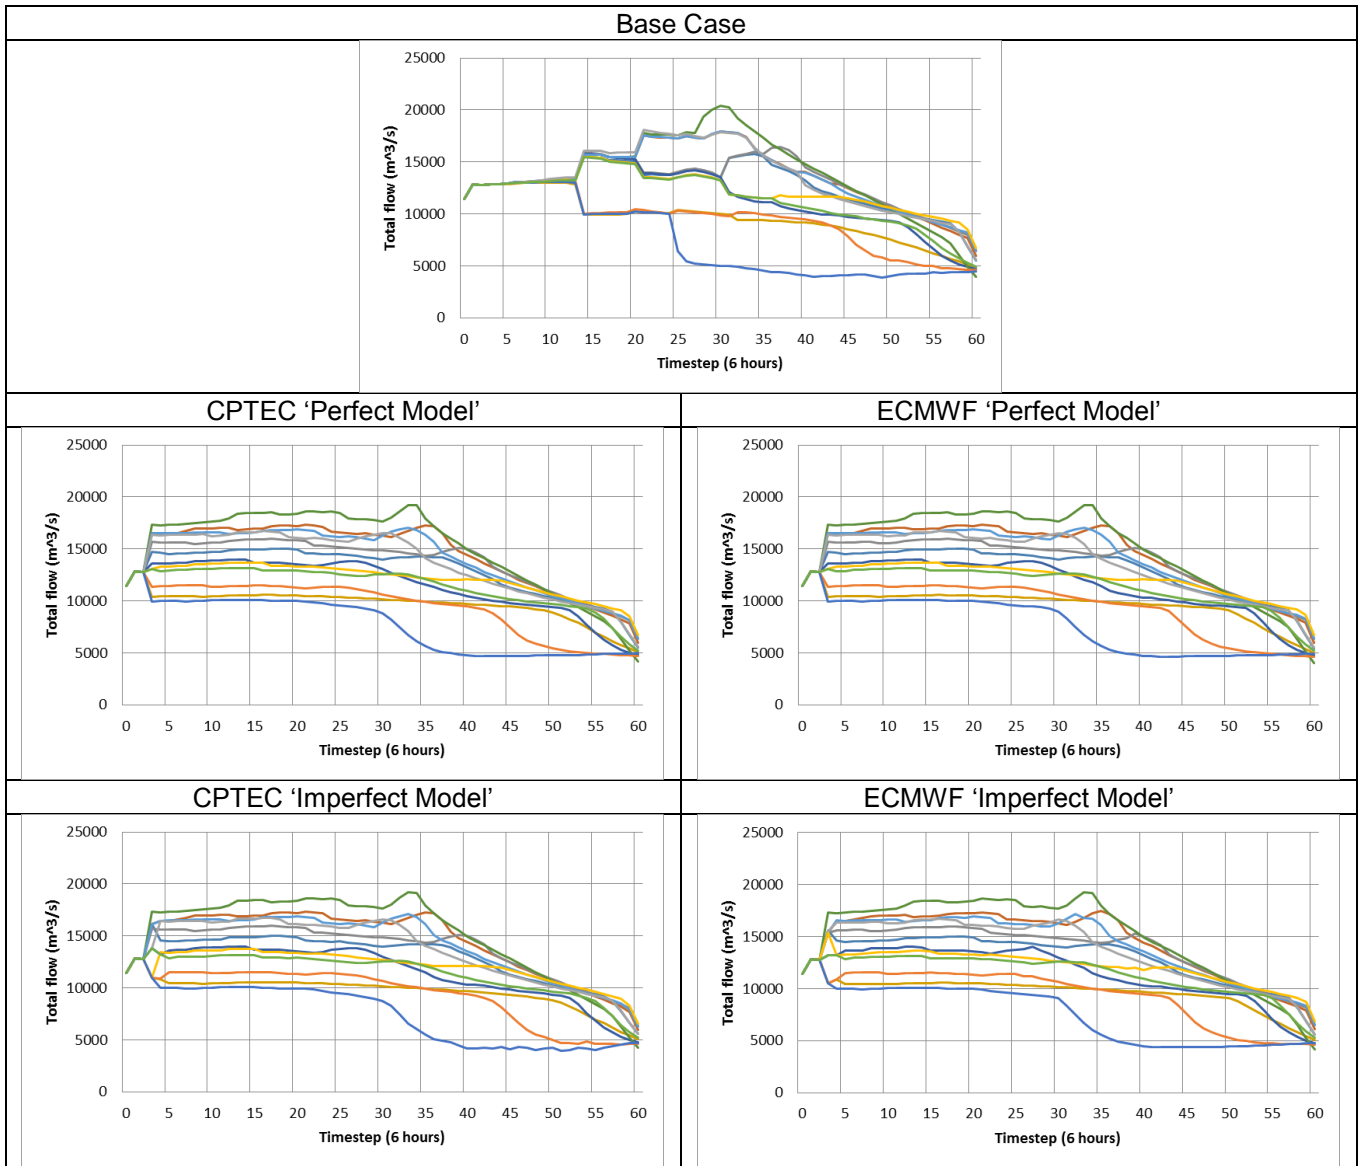 Base Case
25000
20000
15000
10000
5000
0
Total flow (m^3/s)
0 5 10 15 20 25 30 35 40 45 50 55 60
Timestep (6 hours)
CPTEC ‘Perfect Model’
25000
20000
15000
10000
5000
0
Total flow (m^3/s)
0 5 10 15 20 25 30 35 40 45 50 55 60
Timestep (6 hours)
ECMWF ‘Perfect Model’
25000
20000
15000
10000
5000
0
Total flow (m^3/s)
0 5 10 15 20 25 30 35 40 45 50 55 60
Timestep (6 hours)
CPTEC ‘Imperfect Model’
25000
20000
15000
10000
5000
0
Total flow (m^3/s)
0 5 10 15 20 25 30 35 40 45 50 55 60
Timestep (6 hours)
ECMWF ‘Imperfect Model’
25000
20000
15000
10000
5000
0
Total flow (m^3/s)
0 5 10 15 20 25 30 35 40 45 50 55 60
Timestep (6 hours)